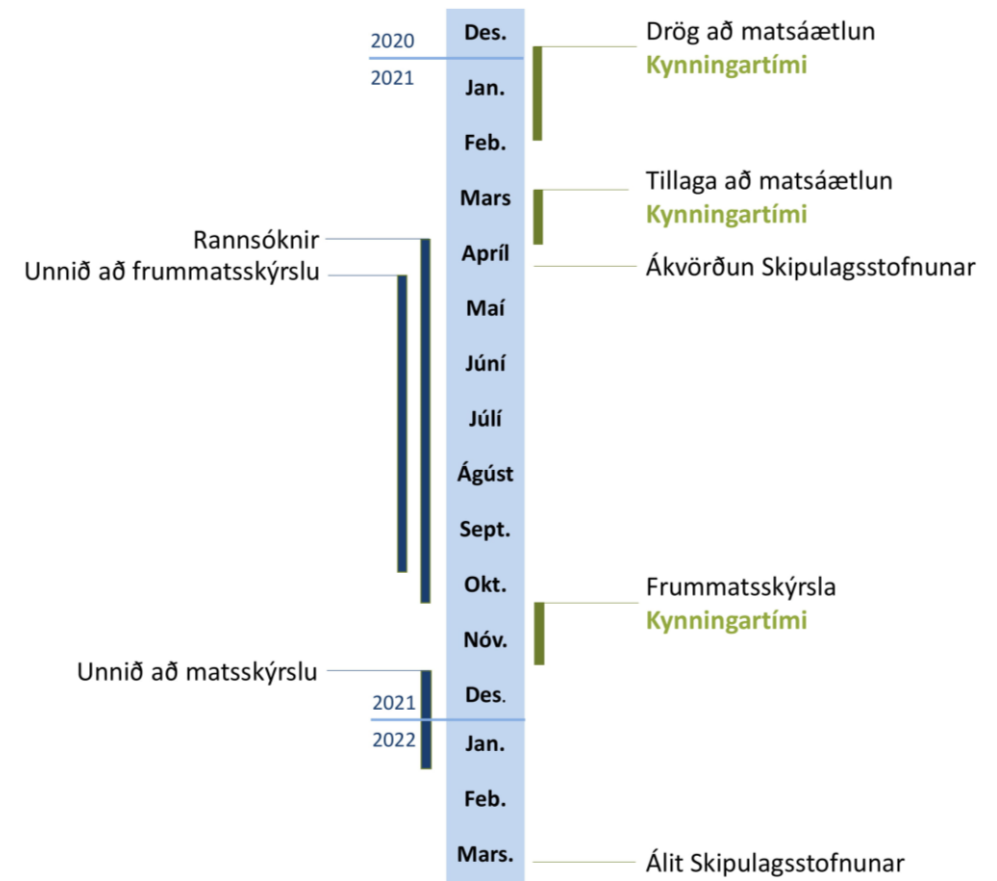 Des.
Drög að matsáætlun
2020
Kynningartími
2021
Jan.
Feb.
Tillaga að matsáætlun
Mars
Kynningartími
Rannsóknir
Apríl
Unnið að frummatsskýrslu
Ákvörðun Skipulagsstofnunar
Maí
Júní
Júlí
Ágúst
Sept.
Okt.
Frummatsskýrsla
Kynningartími
Nóv.
Unnið að matsskýrslu
Des.
2021
2022
Jan.
Feb.
Mars.
Álit Skipulagsstofnunar